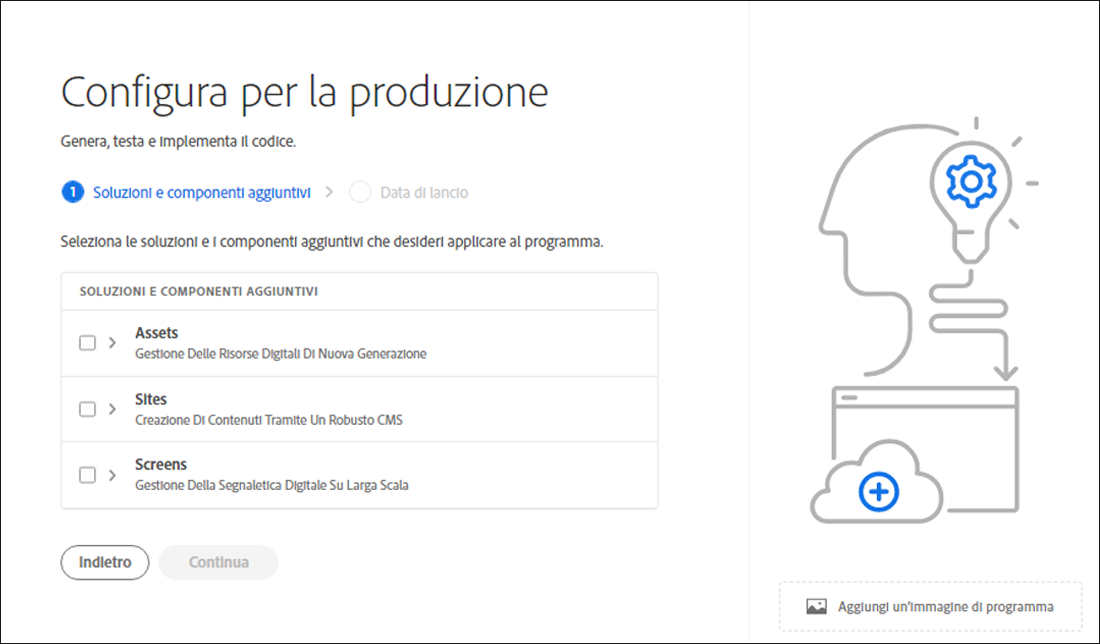 Configura per la produzione
Genera, testa e implementa il codice.
1 Soluzioni e componenti aggiuntivi > Data di lancio
Seleziona le soluzioni e i componenti aggiuntivi che desideri applicare al programma.
SOLUZIONI E COMPONENTI AGGIUNTIVI
Assets
Gestione Delle Risorse Digitali Di Nuova Generazione
Sites
Creazione Di Contenuti Tramite Un Robusto CMS
Screens
Gestione Della Segnaletica Digitale Su Larga Scala
Indietro Continua
Aggiungi un'immagine di programma